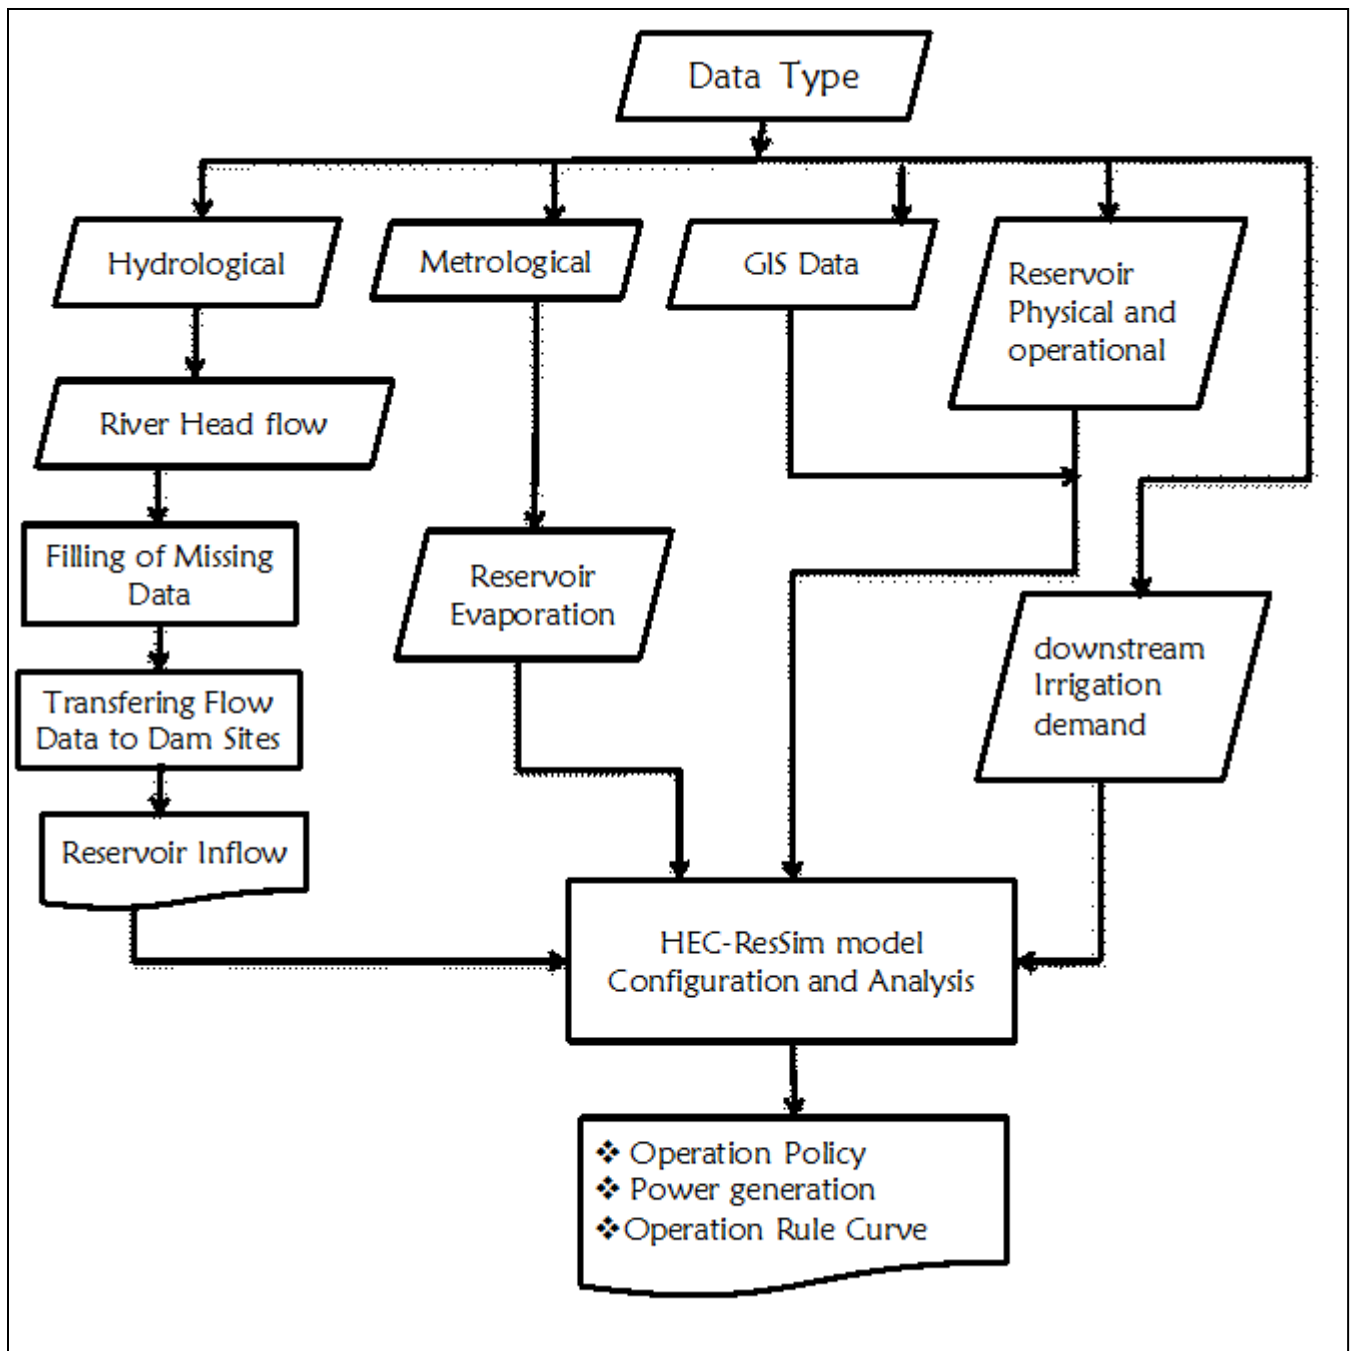 Data Type
Hydrological
Metrological
GIS Data
Reservoir
Physical and
operational
River Head flow
Filling of Missing
Data
Reservoir
Evaporation
downstream
Irrigation
demand
Transfering Flow
Data to Dam Sites
Reservoir Inflow
HEC-ResSim model
Configuration and Analysis
❖ Operation Policy
❖ Power generation
❖Operation Rule Curve